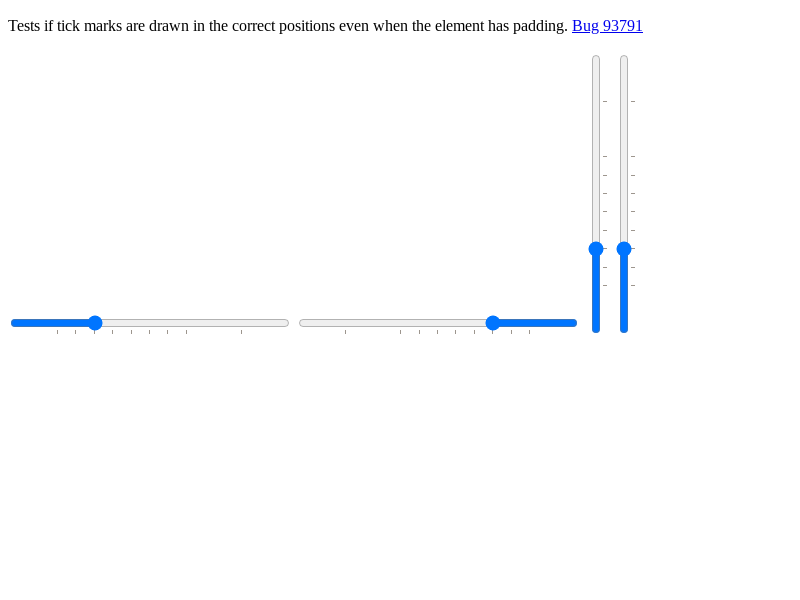 Tests if tick marks are drawn in the correct positions even when the element has padding. Bug 93791